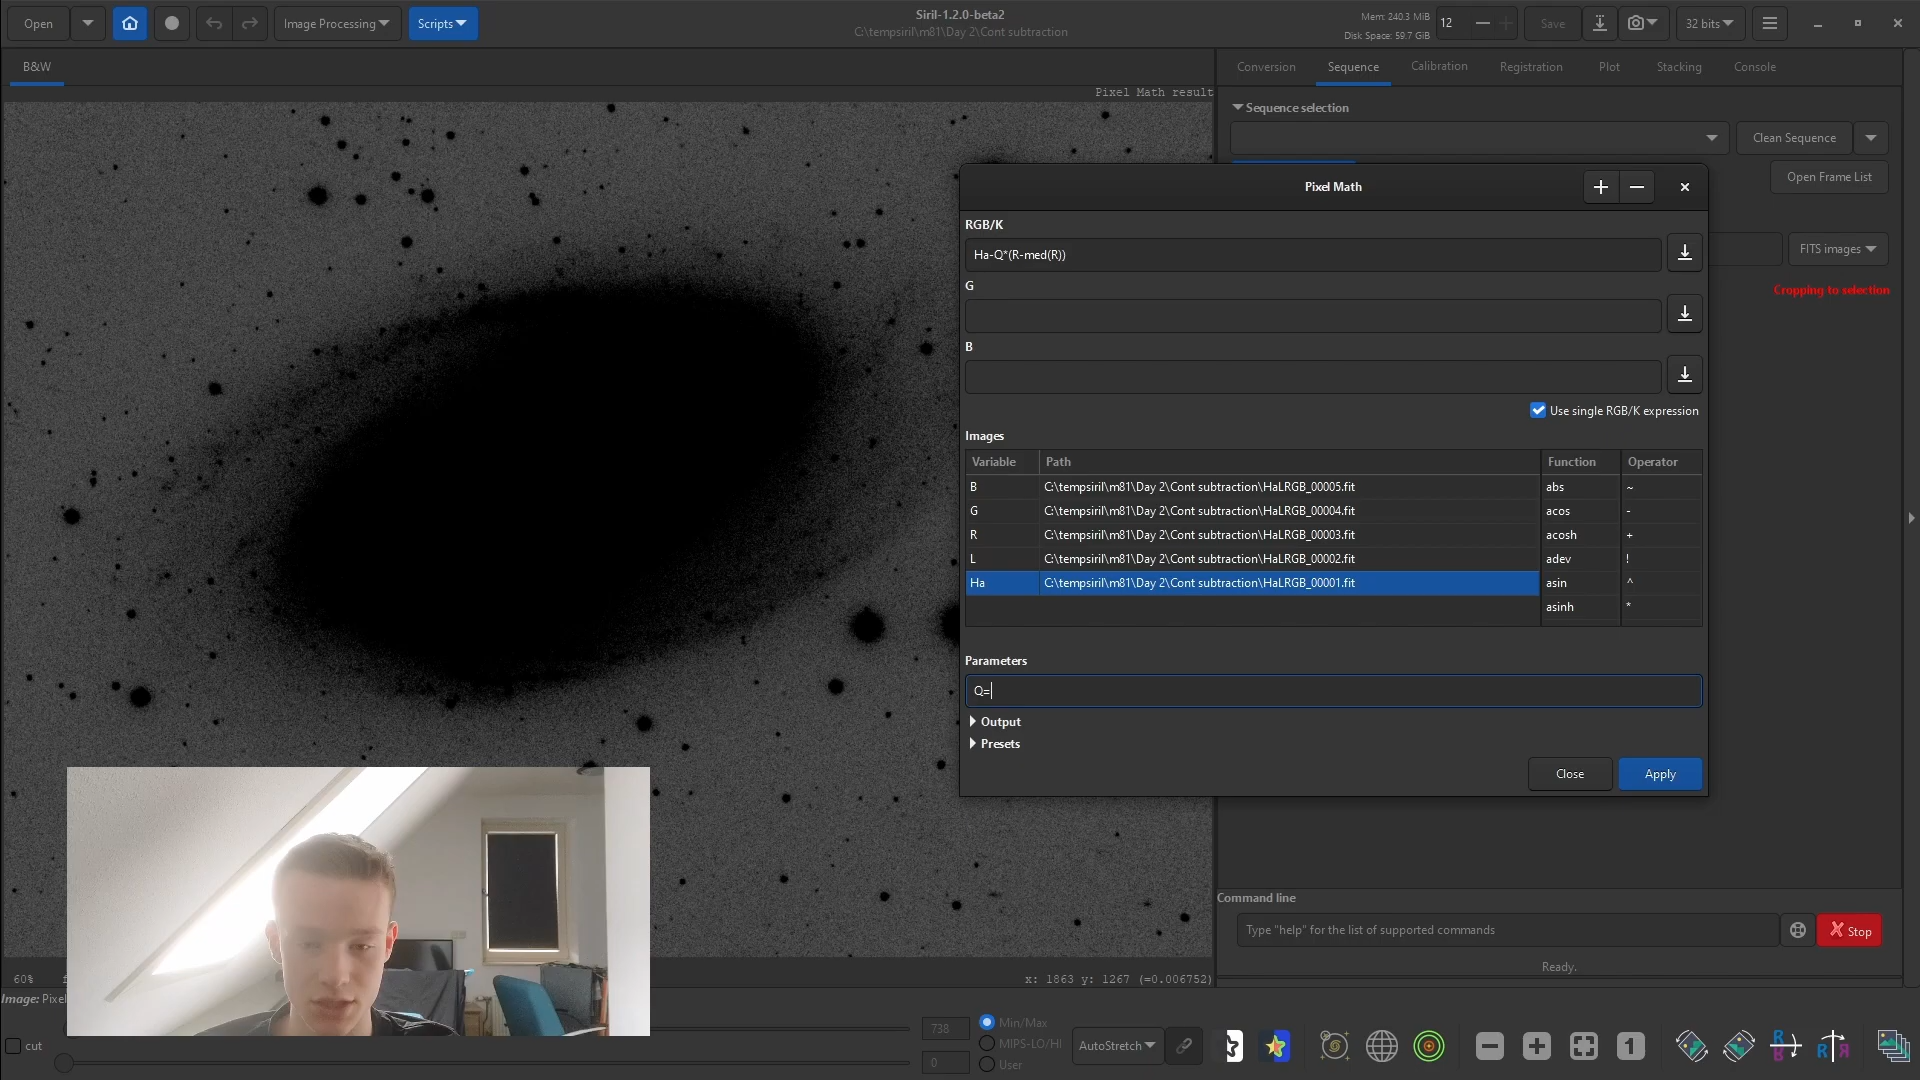 Open
Image Processing
Scripts
Siril-1.2.0-beta2
C:\tempsiril\m81\Day 2\Cont subtraction
Mem: 240.3 MiB
Disk Space: 59.7 GiB
12
Save
32 bits
B&W
Conversion
Sequence
Calibration
Registration
Plot
Stacking
Console
Pixel Math result
Sequence selection
Clean Sequence
Open Frame List
FITS images
Cropping to selection
Pixel Math
RGB/K
Ha-Q*(R-med(R))
G
B
Use single RGB/K expression
Images
Variable Path Function Operator
B C:\tempsiril\m81\Day 2\Cont subtraction\HaLRGB_00005.fit abs ~
G C:\tempsiril\m81\Day 2\Cont subtraction\HaLRGB_00004.fit acos -
R C:\tempsiril\m81\Day 2\Cont subtraction\HaLRGB_00003.fit acosh +
L C:\tempsiril\m81\Day 2\Cont subtraction\HaLRGB_00002.fit adev !
Ha C:\tempsiril\m81\Day 2\Cont subtraction\HaLRGB_00001.fit asin ^
asinh *
Parameters
Q=
Output
Presets
Close
Apply
Command line
Type "help" for the list of supported commands
Stop
Ready.
60%
x: 1863 y: 1267 (=0.006752)
Image: Pixel
cut
738
0
Min/Max
MIPS-LO/HI
User
AutoStretch
1